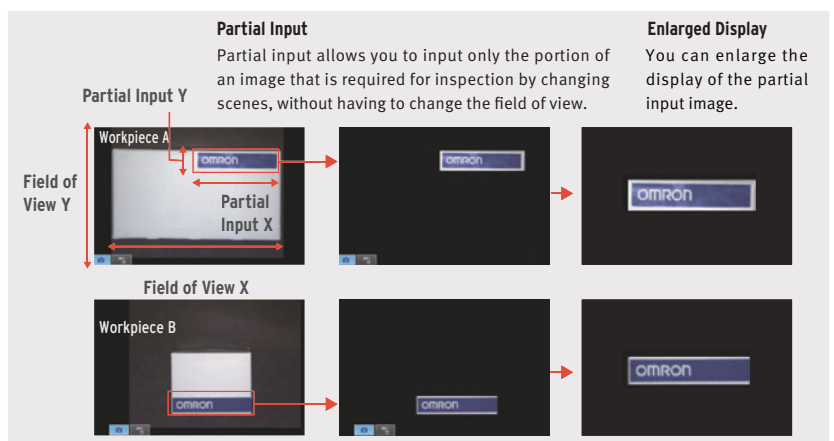 Partial Input
Partial input allows you to input only the portion of
an image that is required for inspection by changing
scenes, without having to change the field of view.
Enlarged Display
You can enlarge the
display of the partial
input image.
Partial Input Y
Workpiece A
OMRON
OMRON
OMRON
Field of
View Y
Partial
Input X
Field of View X
Workpiece B
OMRON
OMRON
OMRON